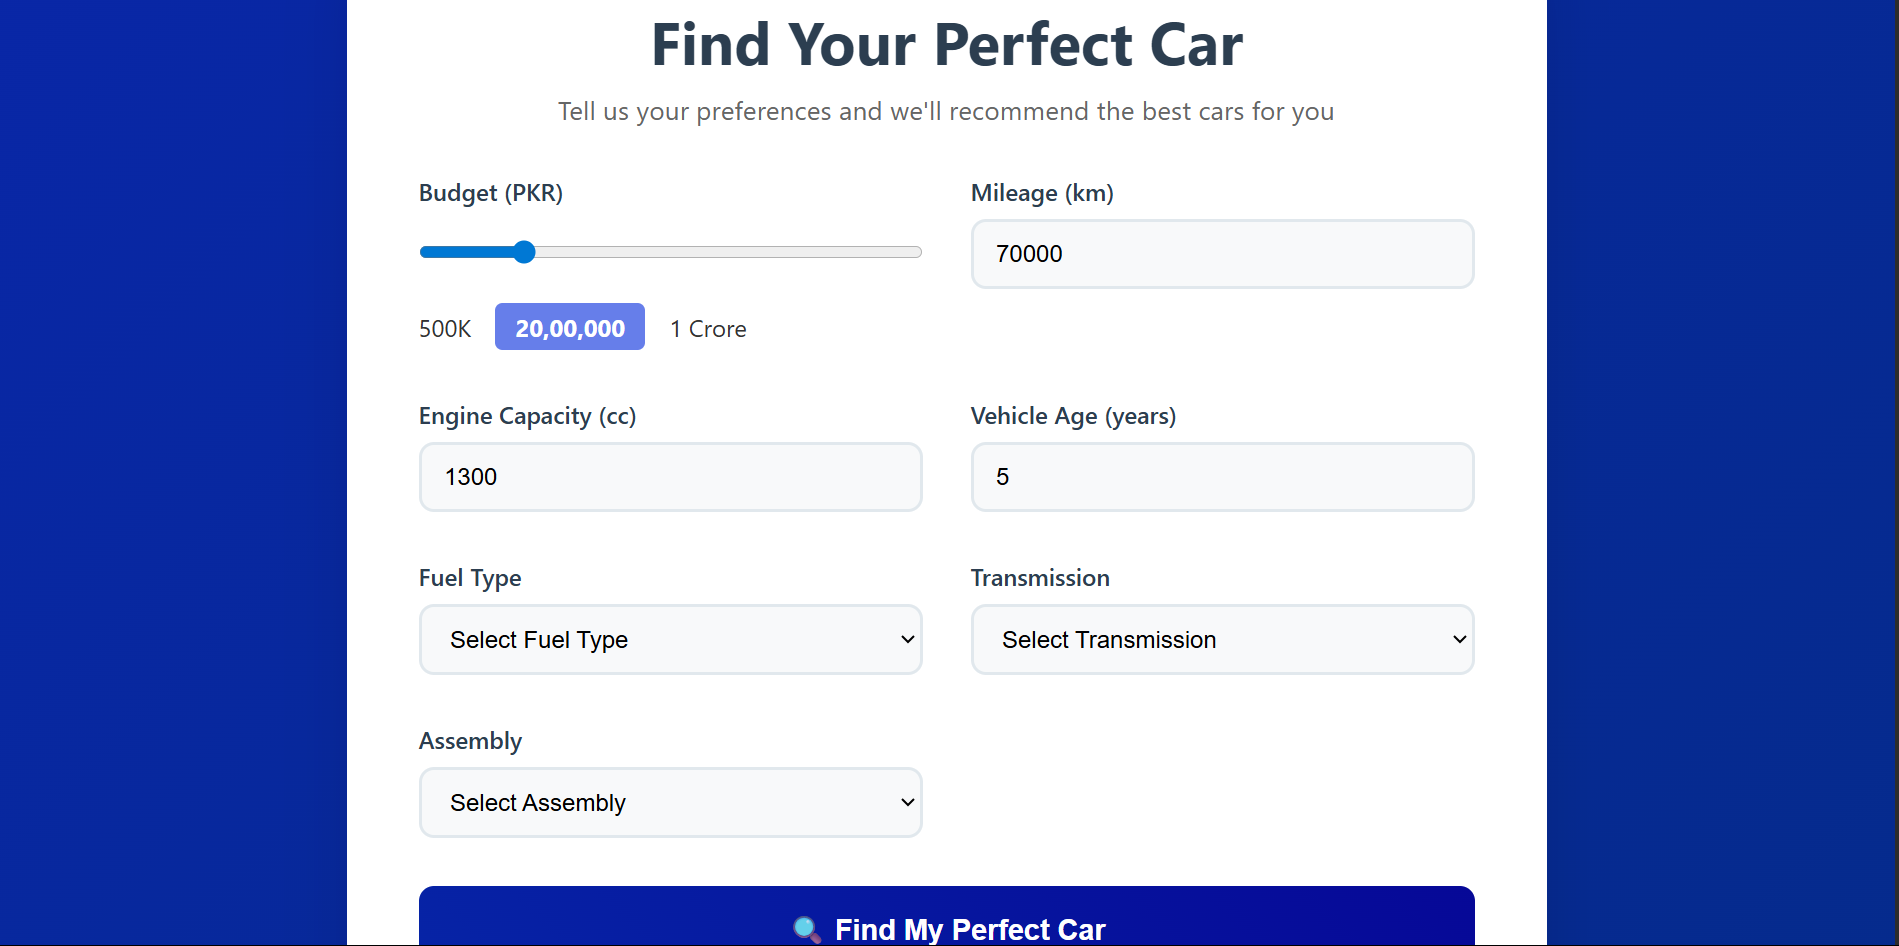 Find Your Perfect Car
Tell us your preferences and we'll recommend the best cars for you
Budget (PKR)
500K 20,00,000 1 Crore
Mileage (km)
70000
Engine Capacity (cc)
1300
Vehicle Age (years)
5
Fuel Type
Select Fuel Type
Transmission
Select Transmission
Assembly
Select Assembly
Find My Perfect Car